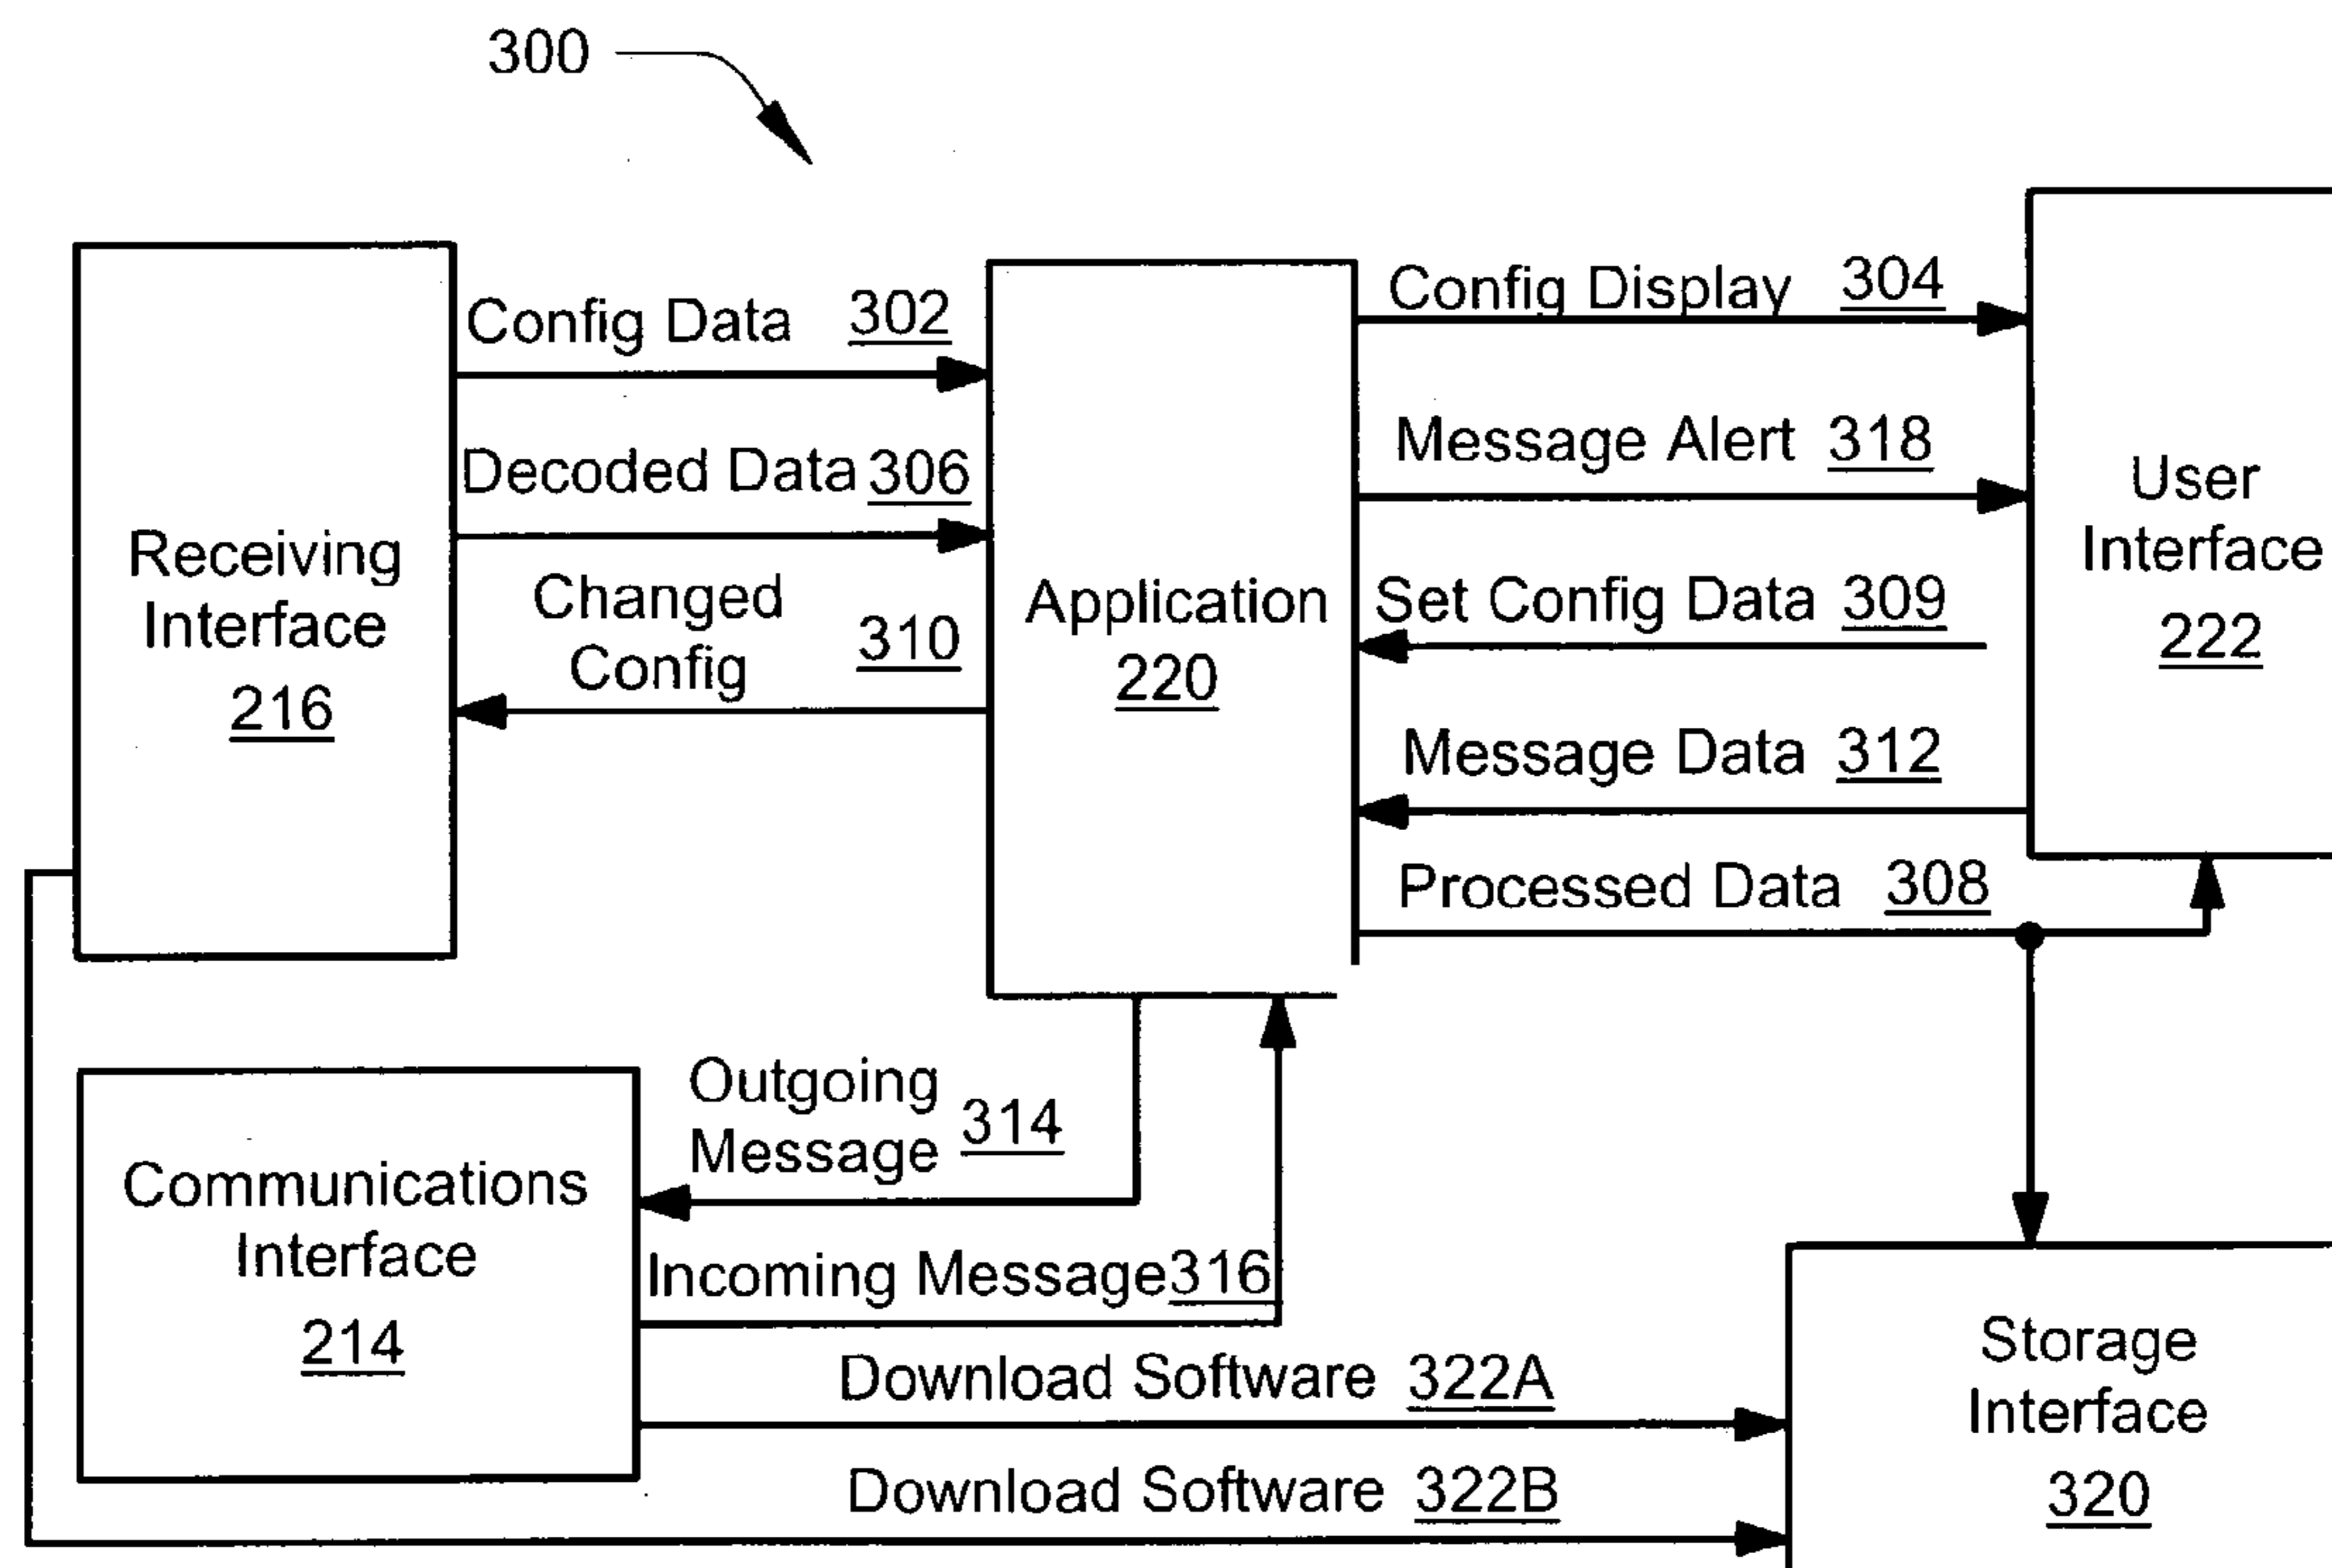 300
Config Data 302
Decoded Data 306
Changed
Config 310
Receiving
Interface
216
Application
220
Config Display 304
Message Alert 318
Set Config Data 309
Message Data 312
Processed Data 308
User
Interface
222
Outgoing
Message 314
Incoming Message 316
Communications
Interface
214
Download Software 322A
Download Software 322B
Storage
Interface
320